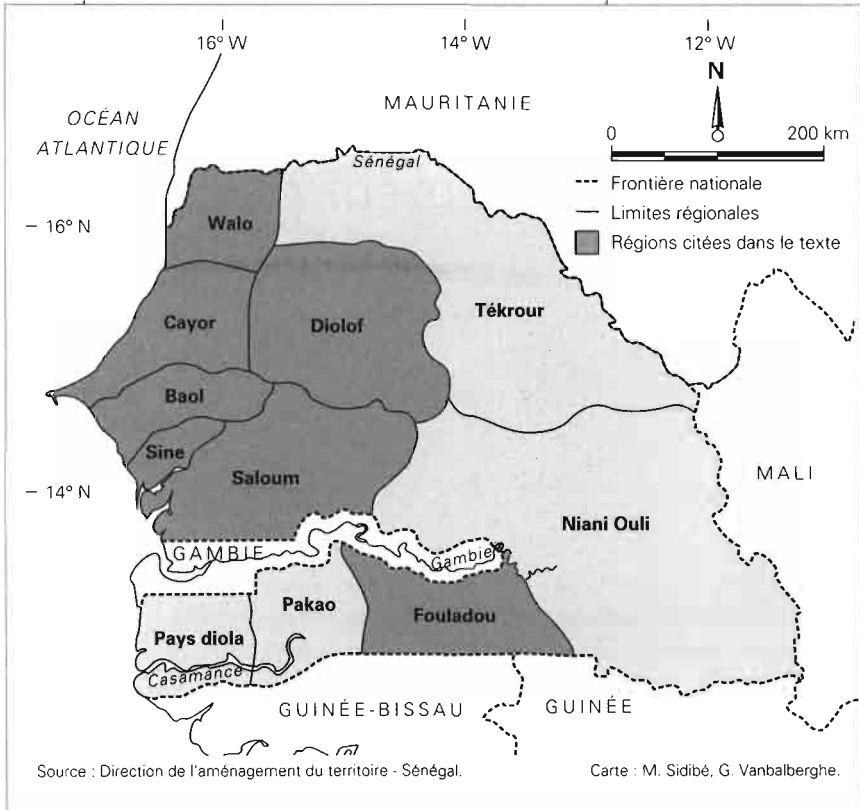 16° W
14° W
12° W
N
MAURITANIE
OCÉAN
ATLANTIQUE
0 200 km
Sénégal
Frontière nationale
Limites régionales
Régions citées dans le texte
– 16° N
Walo
Cayor
Diolof
Tékrour
Baol
Sine
Saloum
– 14° N
MALI
Niani Ouli
GAMBIE
Gambie
Pakao
Fouladou
Pays diola
Casamance
GUINÉE-BISSAU
GUINÉE
Source : Direction de l'aménagement du territoire - Sénégal.
Carte : M. Sidibé, G. Vanbalberghe.